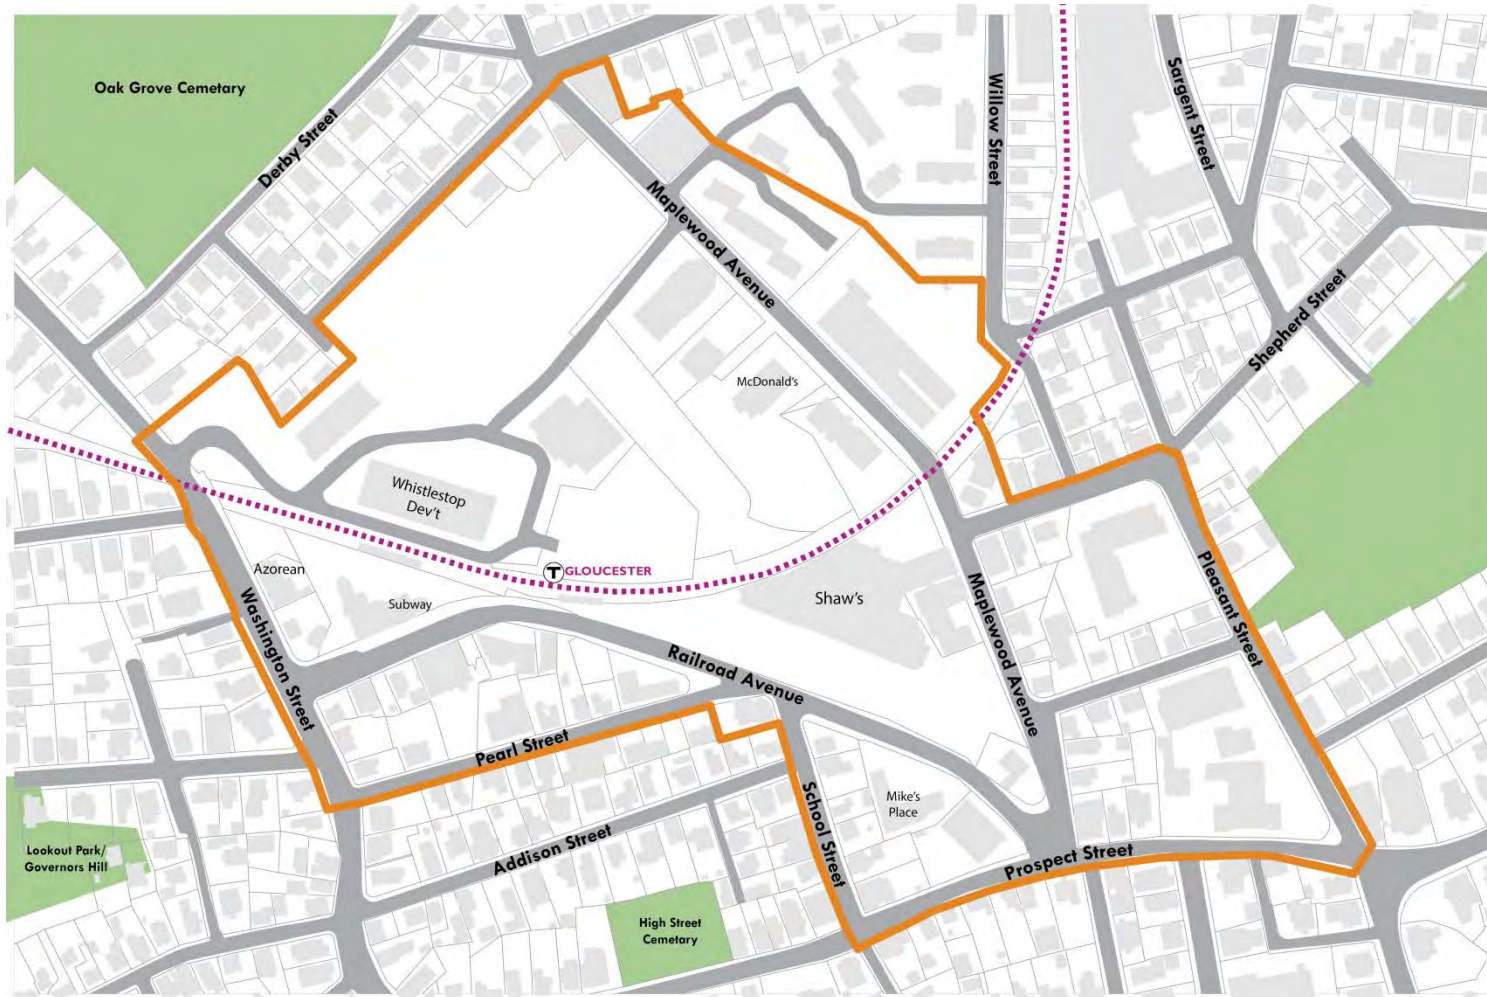 Oak Grove Cemetary
Derby Street
Willow Street
Sargent Street
Maplewood Avenue
Shepherd Street
McDonald's
Whistlestop
Dev't
T GLOUCESTER
Azorean
Subway
Shaw's
Washington Street
Railroad Avenue
Maplewood Avenue
Pleasant Street
Pearl Street
School Street
Mike's
Place
Addison Street
Prospect Street
Lookout Park/
Governors Hill
High Street
Cemetary